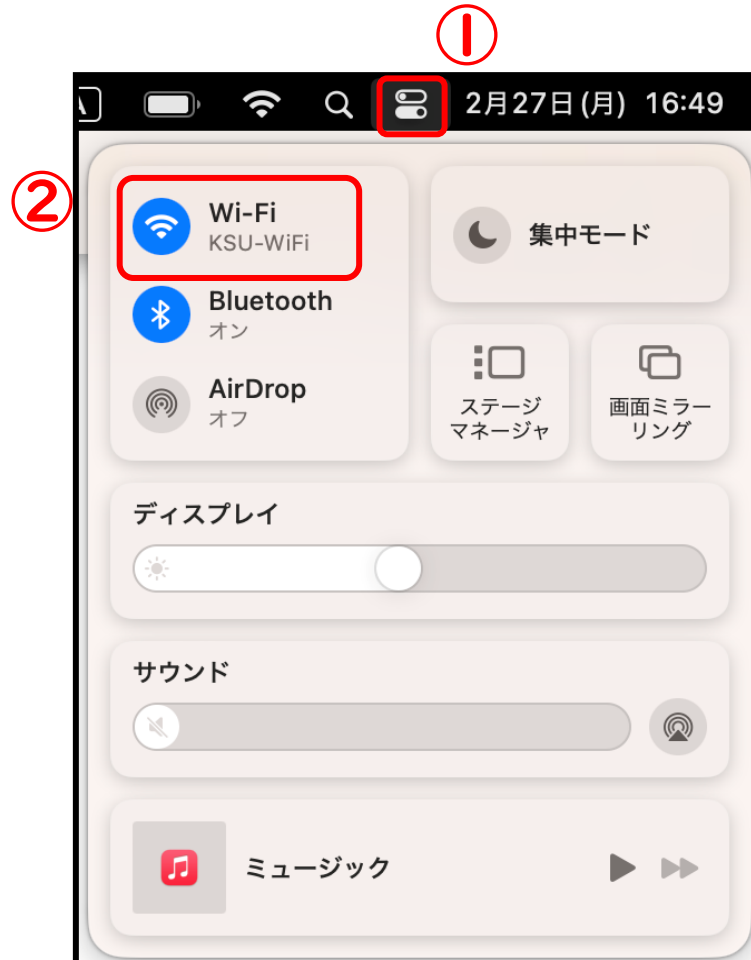 ①
A 2月27日(月) 16:49
②
Wi-Fi
KSU-WiFi
Bluetooth
オン
AirDrop
オフ
集中モード
ステージ
マネージャ
画面ミラー
リング
ディスプレイ
サウンド
ミュージック